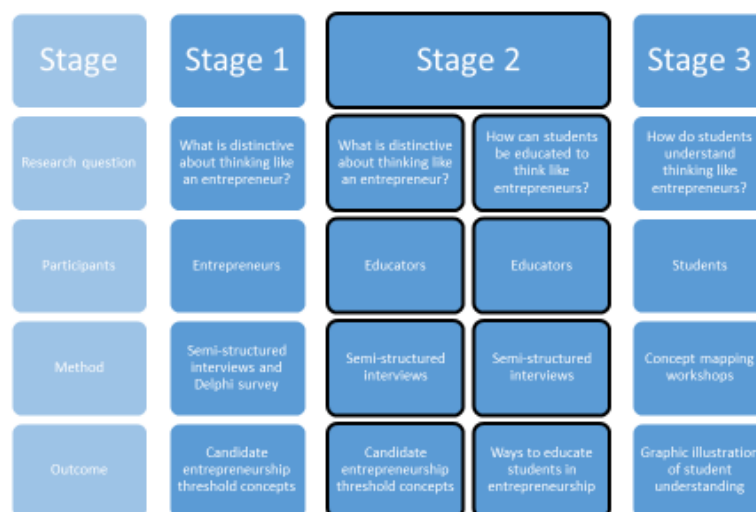 Stage
Stage 1
Stage 2
Stage 3
Research question
What is distinctive
about thinking like
an entrepreneur?
What is distinctive
about thinking like
an entrepreneur?
How can students
be educated to
think like
entrepreneurs?
How do students
understand
thinking like
entrepreneurs?
Participants
Entrepreneurs
Educators
Educators
Students
Method
Semi-structured
interviews and
Delphi survey
Semi-structured
interviews
Semi-structured
interviews
Concept mapping
workshops
Outcome
Candidate
entrepreneurship
threshold concepts
Candidate
entrepreneurship
threshold concepts
Ways to educate
students in
entrepreneurship
Graphic illustration
of student
understanding